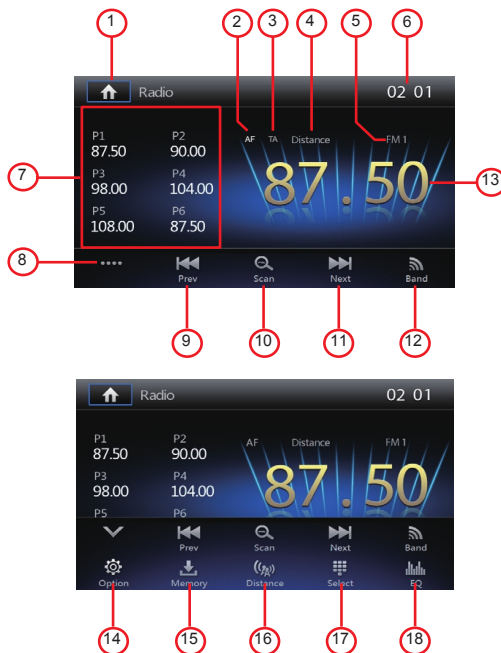 1 2 3 4 5 6
Radio 02 01
AF TA Distance FM 1
P1 P2
87.50 90.00
P3 P4
98.00 104.00
P5 P6
108.00 87.50
87.50
7
13
8
Prev Scan Next Band
9 10 11 12
Radio 02 01
P1 P2
87.50 90.00
P3 P4
98.00 104.00
P5 P6
AF Distance FM 1
87.50
Prev Scan Next Band
Option Memory Distance Select EQ
14 15 16 17 18